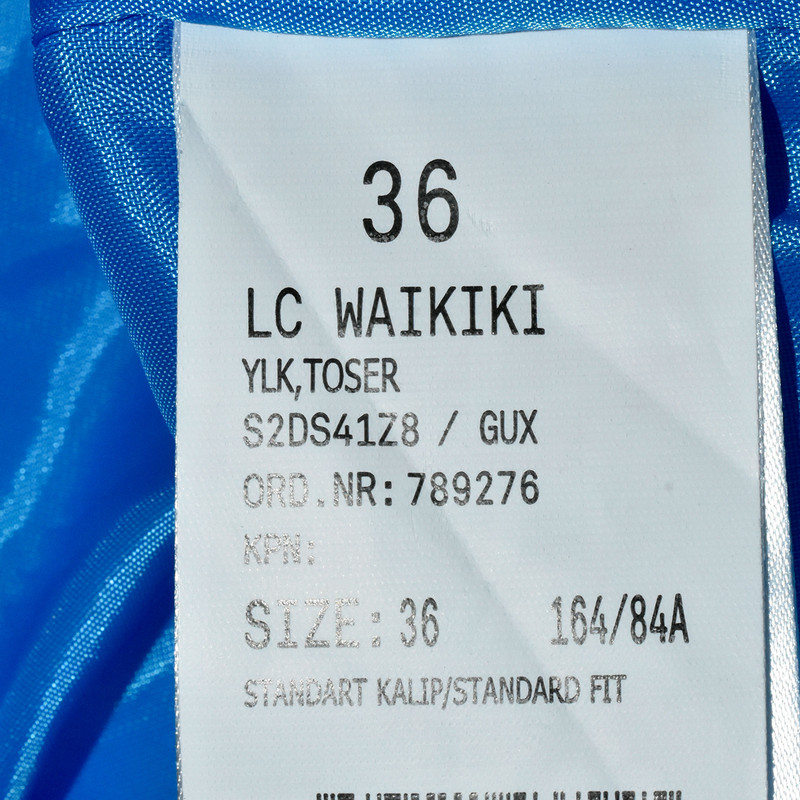 36
LC WAIKIKI
YLK,TOSER
S2DS41Z8 / GUX
ORD.NR: 789276
KPN:
SIZE: 36 164/84A
STANDART KALIP/STANDARD FIT